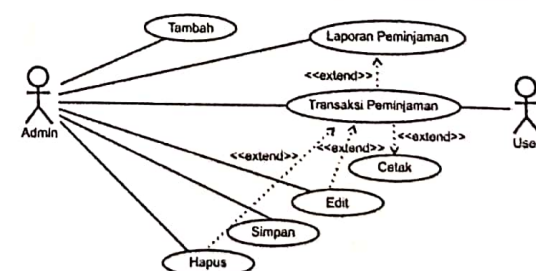 Tambah
Laporan Peminjaman
<<extend>>
Transaksi Peminjaman
Admin
User
<<extend>>
<<extend>>
<<extend>>
Cetak
Edit
Simpan
Hapus